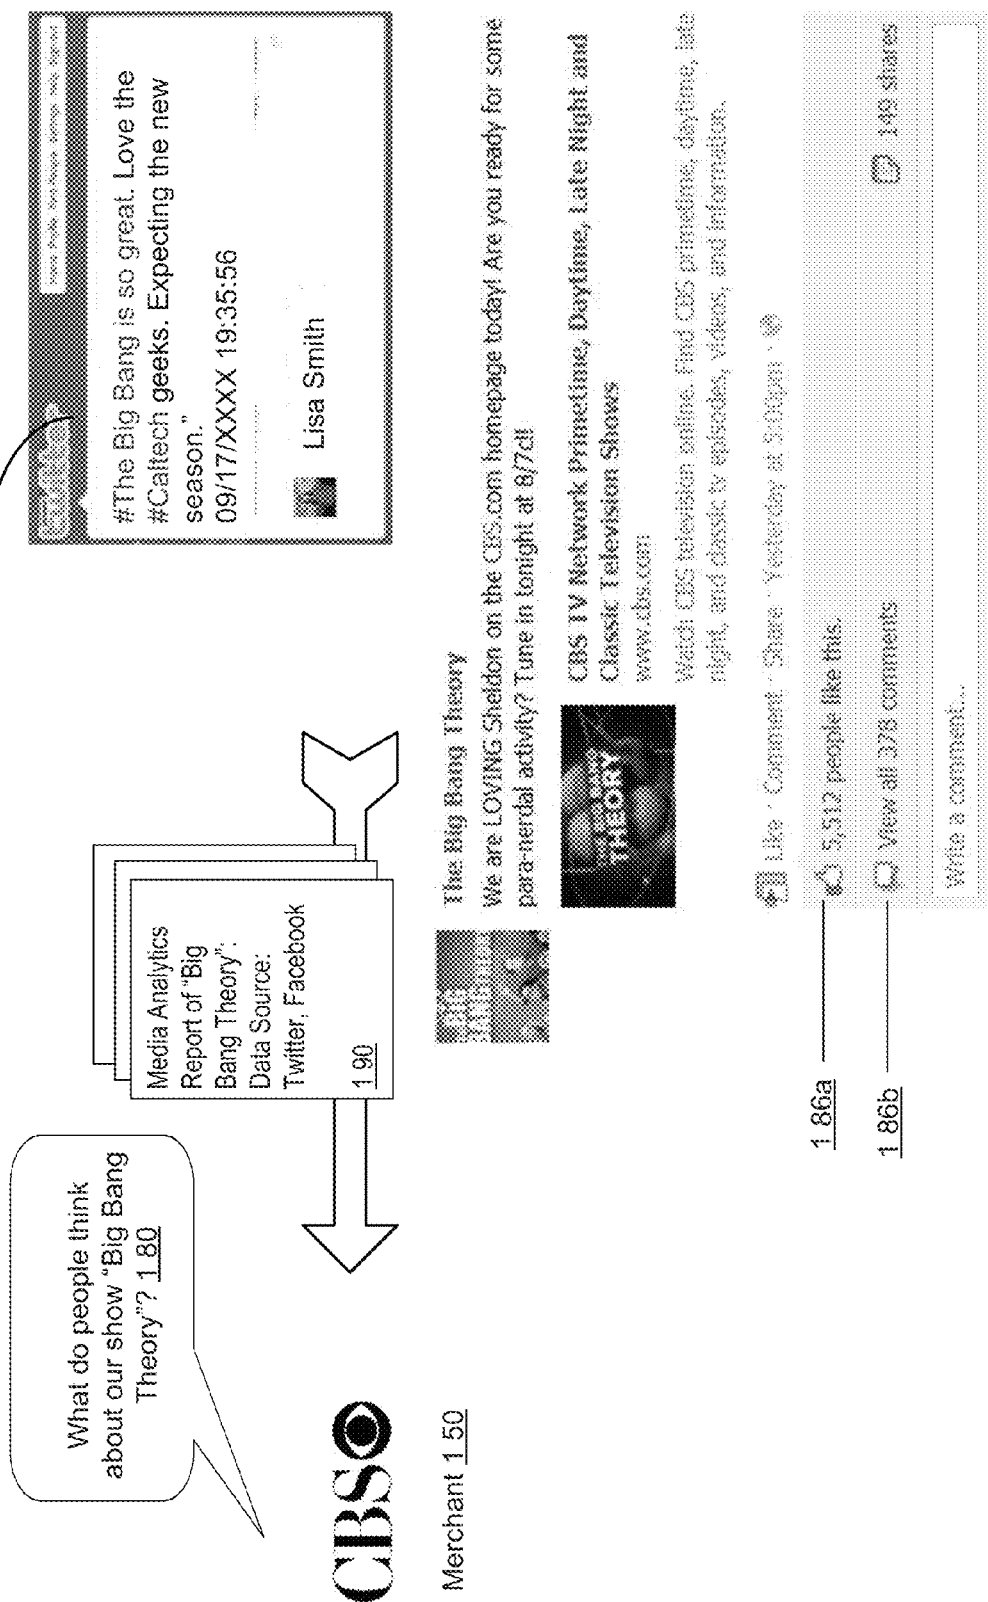 What do people think
about our show "Big Bang
Theory"? 1.80
CBS
Merchant 1.50
Media Analytics
Report of "Big
Bang Theory":
Data Source:
Twitter, Facebook
1.90
#The Big Bang is so great. Love the
#Caltech geeks. Expecting the new
season."
09/17/XXXX 19:35:56
Lisa Smith
The Big Bang Theory
We are LOVING Sheldon on the CBS.com homepage today! Are you ready for some
para-nerdal activity? Tune in tonight at 8/7c!!
THEORY
CBS TV Network Primetime, Daytime, Late Night and
Classic Television Shows
www.cbs.com
Watch CBS television online. Find CBS primetime, daytime, late
night, and classic tv episodes, videos, and information.
Like · Comment · Share · Yesterday at 5:00pm ·
5,512 people like this.
View all 378 comments
149 shares
Write a comment...
1.86a
1.86b